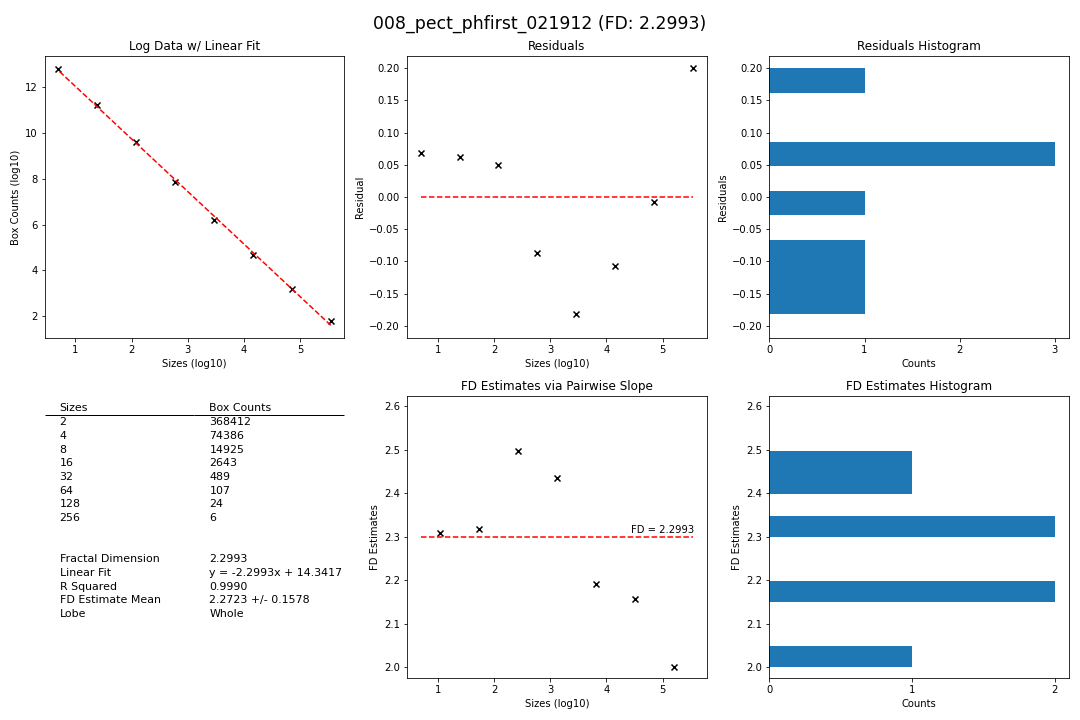 008_pect_phfirst_021912 (FD: 2.2993)
Log Data w/ Linear Fit
Box Counts (log10)
12
10
8
6
4
2
1 2 3 4 5
Sizes (log10)
Residuals
Residual
0.20
0.15
0.10
0.05
0.00
−0.05
−0.10
−0.15
−0.20
1 2 3 4 5
Sizes (log10)
Residuals Histogram
Residuals
0.20
0.15
0.10
0.05
0.00
−0.05
−0.10
−0.15
−0.20
0 1 2 3
Counts
Sizes Box Counts
2 368412
4 74386
8 14925
16 2643
32 489
64 107
128 24
256 6
Fractal Dimension 2.2993
Linear Fit y = -2.2993x + 14.3417
R Squared 0.9990
FD Estimate Mean 2.2723 +/- 0.1578
Lobe Whole
FD Estimates via Pairwise Slope
FD Estimates
2.6
2.5
2.4
2.3
2.2
2.1
2.0
FD = 2.2993
1 2 3 4 5
Sizes (log10)
FD Estimates Histogram
FD Estimates
2.6
2.5
2.4
2.3
2.2
2.1
2.0
0 1 2
Counts